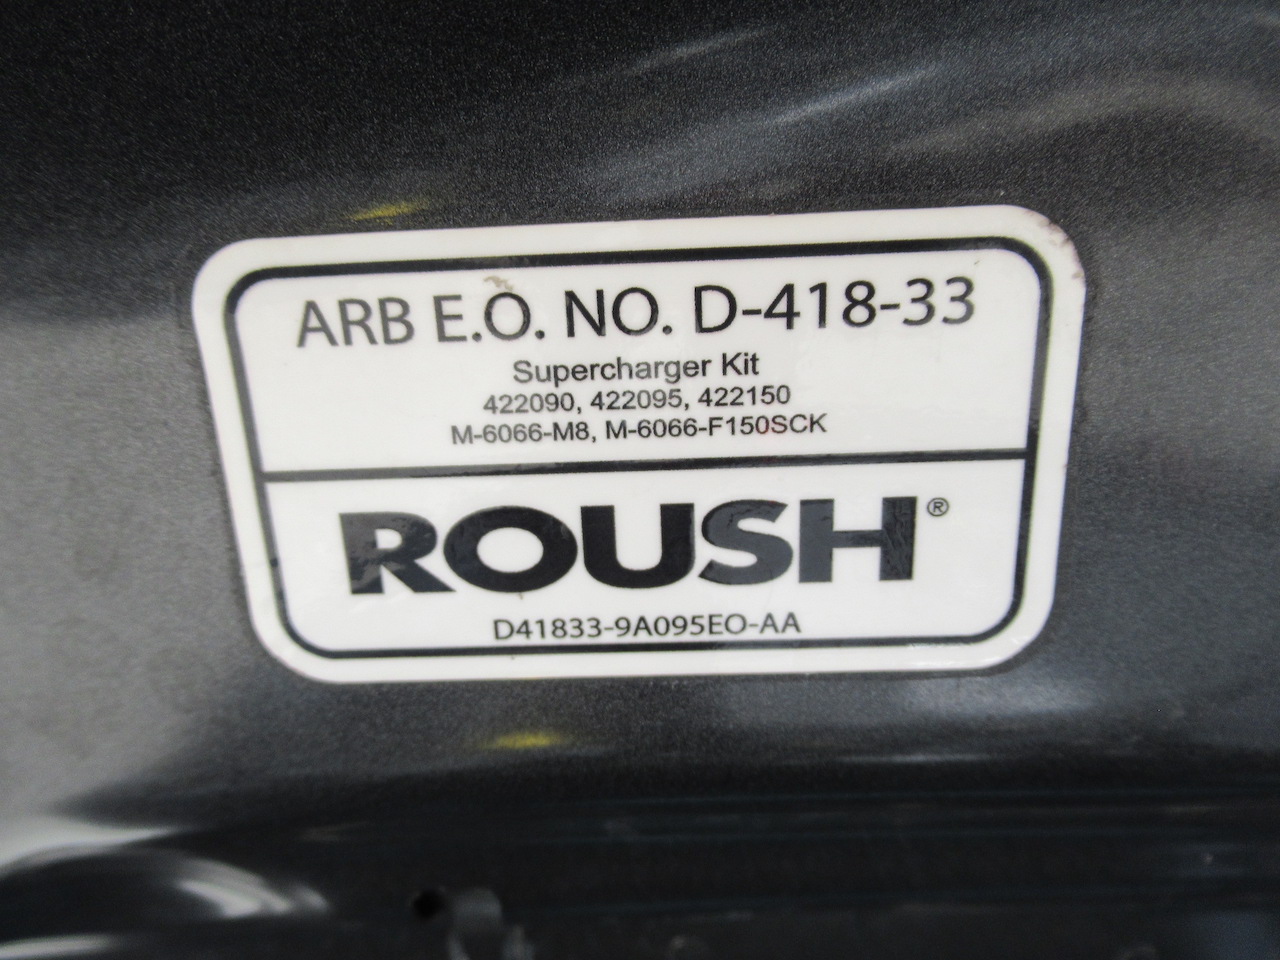 ARB E.O. NO. D-418-33
Supercharger Kit
422090, 422095, 422150
M-6066-M8, M-6066-F150SCK
ROUSH®
D41833-9A095EO-AA